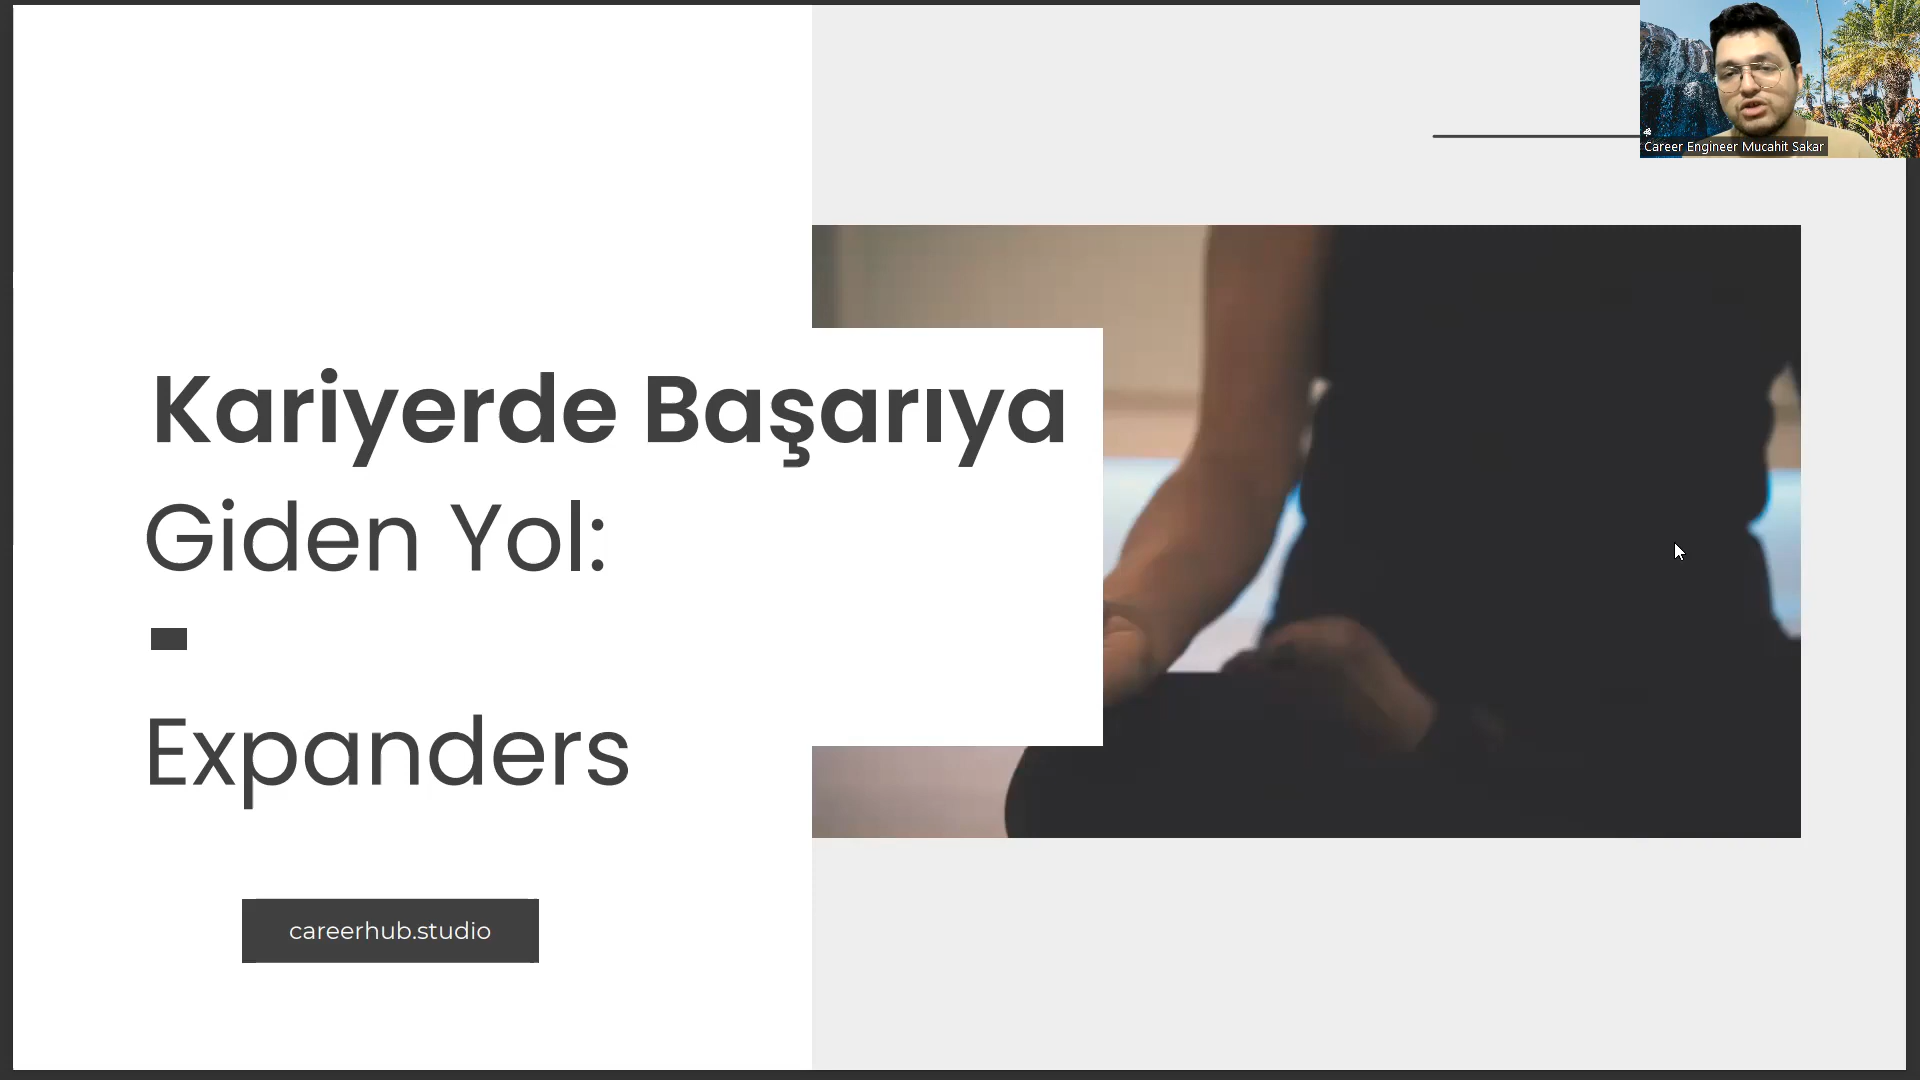 Career Engineer Mucahit Sakar
Kariyerde Başarıya
Giden Yol:
Expanders
careerhub.studio